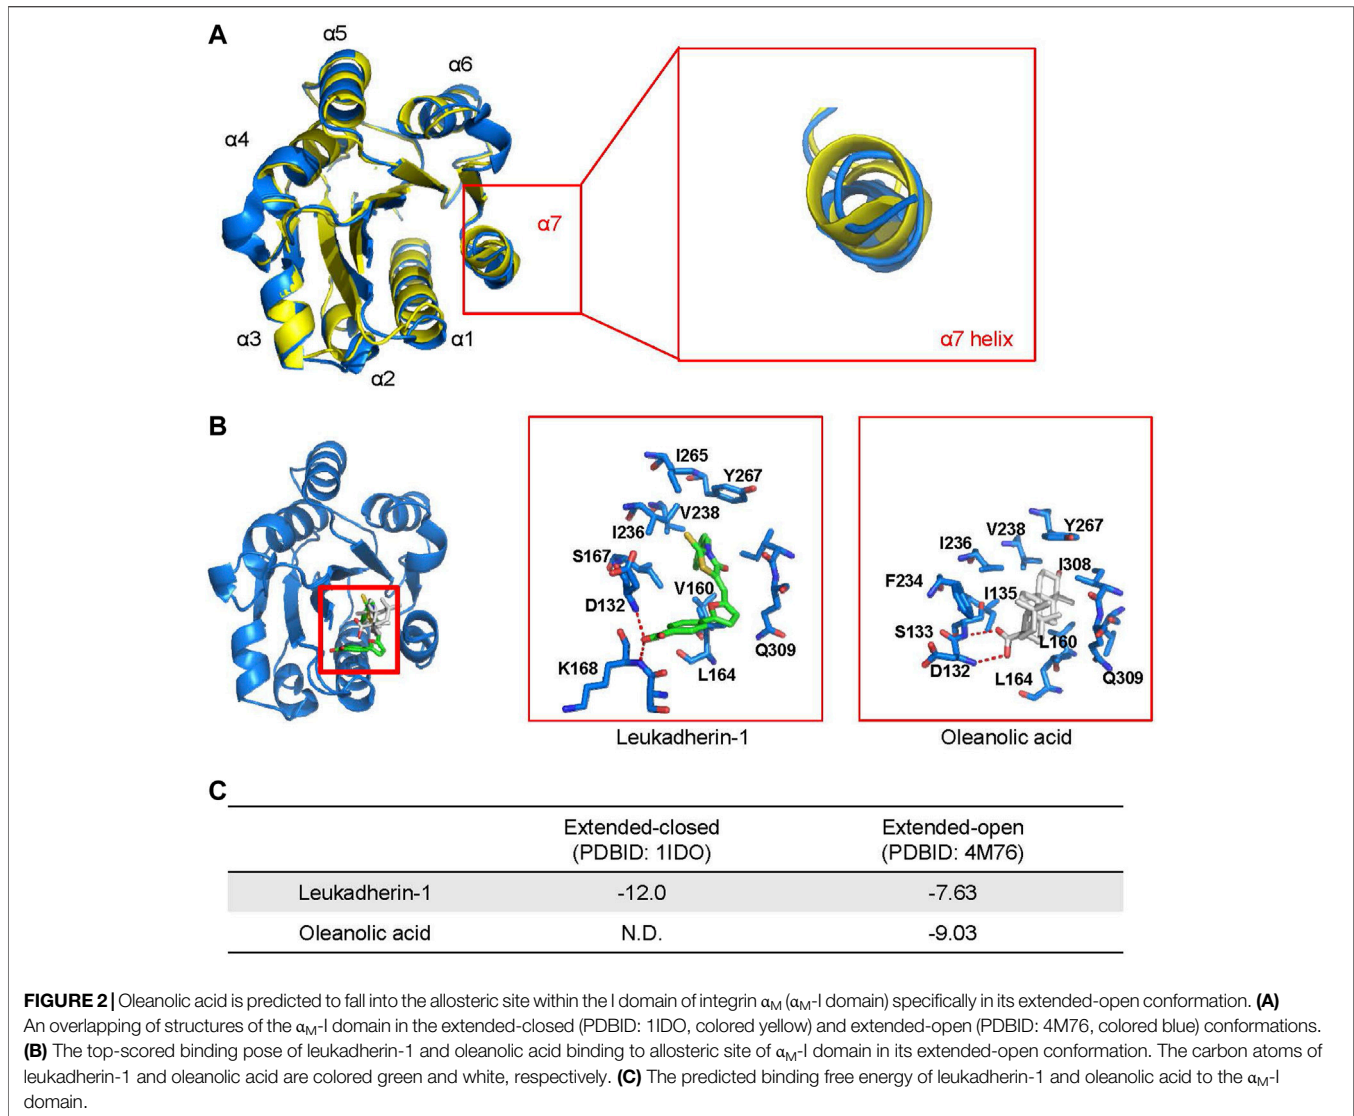 A
α5
α6
α4
α7
α3
α1
α2
α7 helix
B
I265
Y267
V238
I236
S167
V160
D132
K168
L164
Q309
Leukadherin-1
Y267
V238
I236
I308
F234
I135
S133
L160
D132
L164
Q309
Oleanolic acid
C
Extended-closed Extended-open
(PDBID: 1IDO) (PDBID: 4M76)
Leukadherin-1 -12.0 -7.63
Oleanolic acid N.D. -9.03
FIGURE 2 | Oleanolic acid is predicted to fall into the allosteric site within the I domain of integrin αM (αM-I domain) specifically in its extended-open conformation. (A)
An overlapping of structures of the αM-I domain in the extended-closed (PDBID: 1IDO, colored yellow) and extended-open (PDBID: 4M76, colored blue) conformations.
(B) The top-scored binding pose of leukadherin-1 and oleanolic acid binding to allosteric site of αM-I domain in its extended-open conformation. The carbon atoms of
leukadherin-1 and oleanolic acid are colored green and white, respectively. (C) The predicted binding free energy of leukadherin-1 and oleanolic acid to the αM-I
domain.